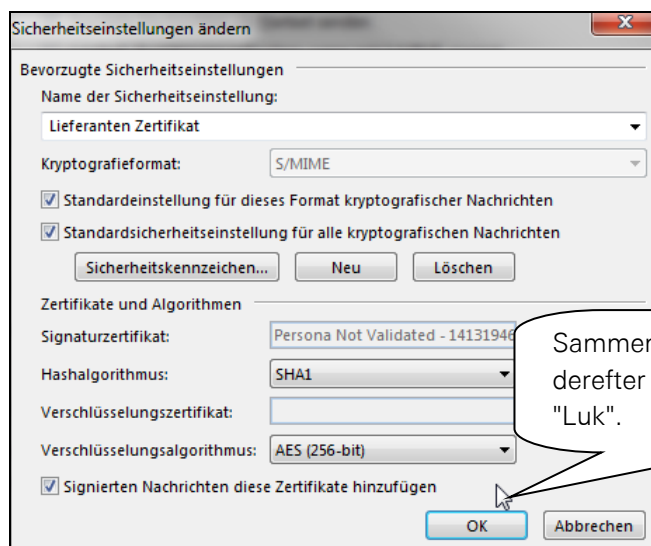 Sicherheitseinstellungen ändern
Bevorzugte Sicherheitseinstellungen
Name der Sicherheitseinstellung:
Lieferanten Zertifikat
Kryptografieformat: S/MIME
Standardeinstellung für dieses Format kryptografischer Nachrichten
Standardsicherheitseinstellung für alle kryptografischen Nachrichten
Sicherheitskennzeichen... Neu Löschen
Zertifikate und Algorithmen
Signaturzertifikat: Persona Not Validated - 14131946
Hashalgorithmus: SHA1
Verschlüsselungszertifikat:
Verschlüsselungsalgorithmus: AES (256-bit)
Signierten Nachrichten diese Zertifikate hinzufügen
OK Abbrechen
Sammen
derefter
"Luk".